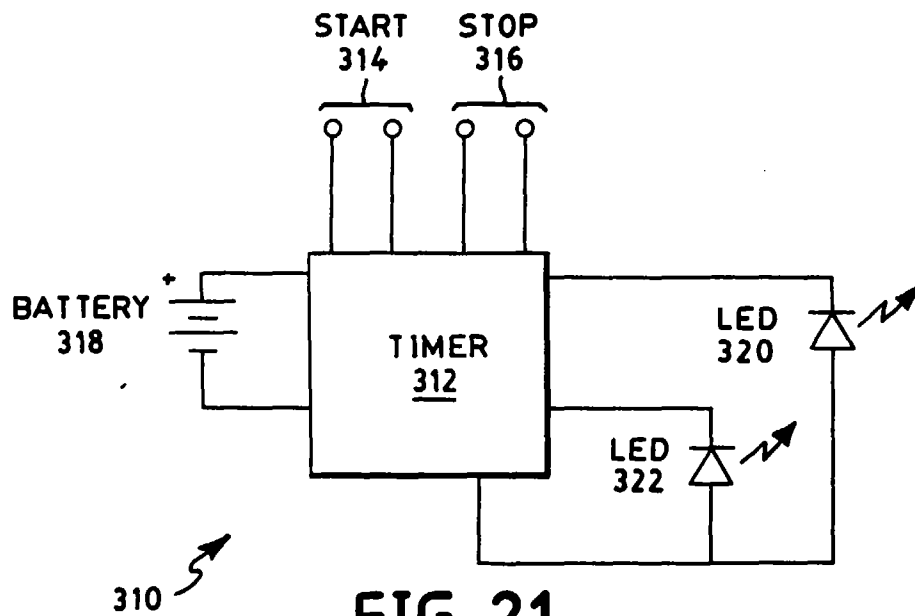 START
314
STOP
316
+
BATTERY
318
TIMER
312
LED
320
LED
322
310
FIG. 21